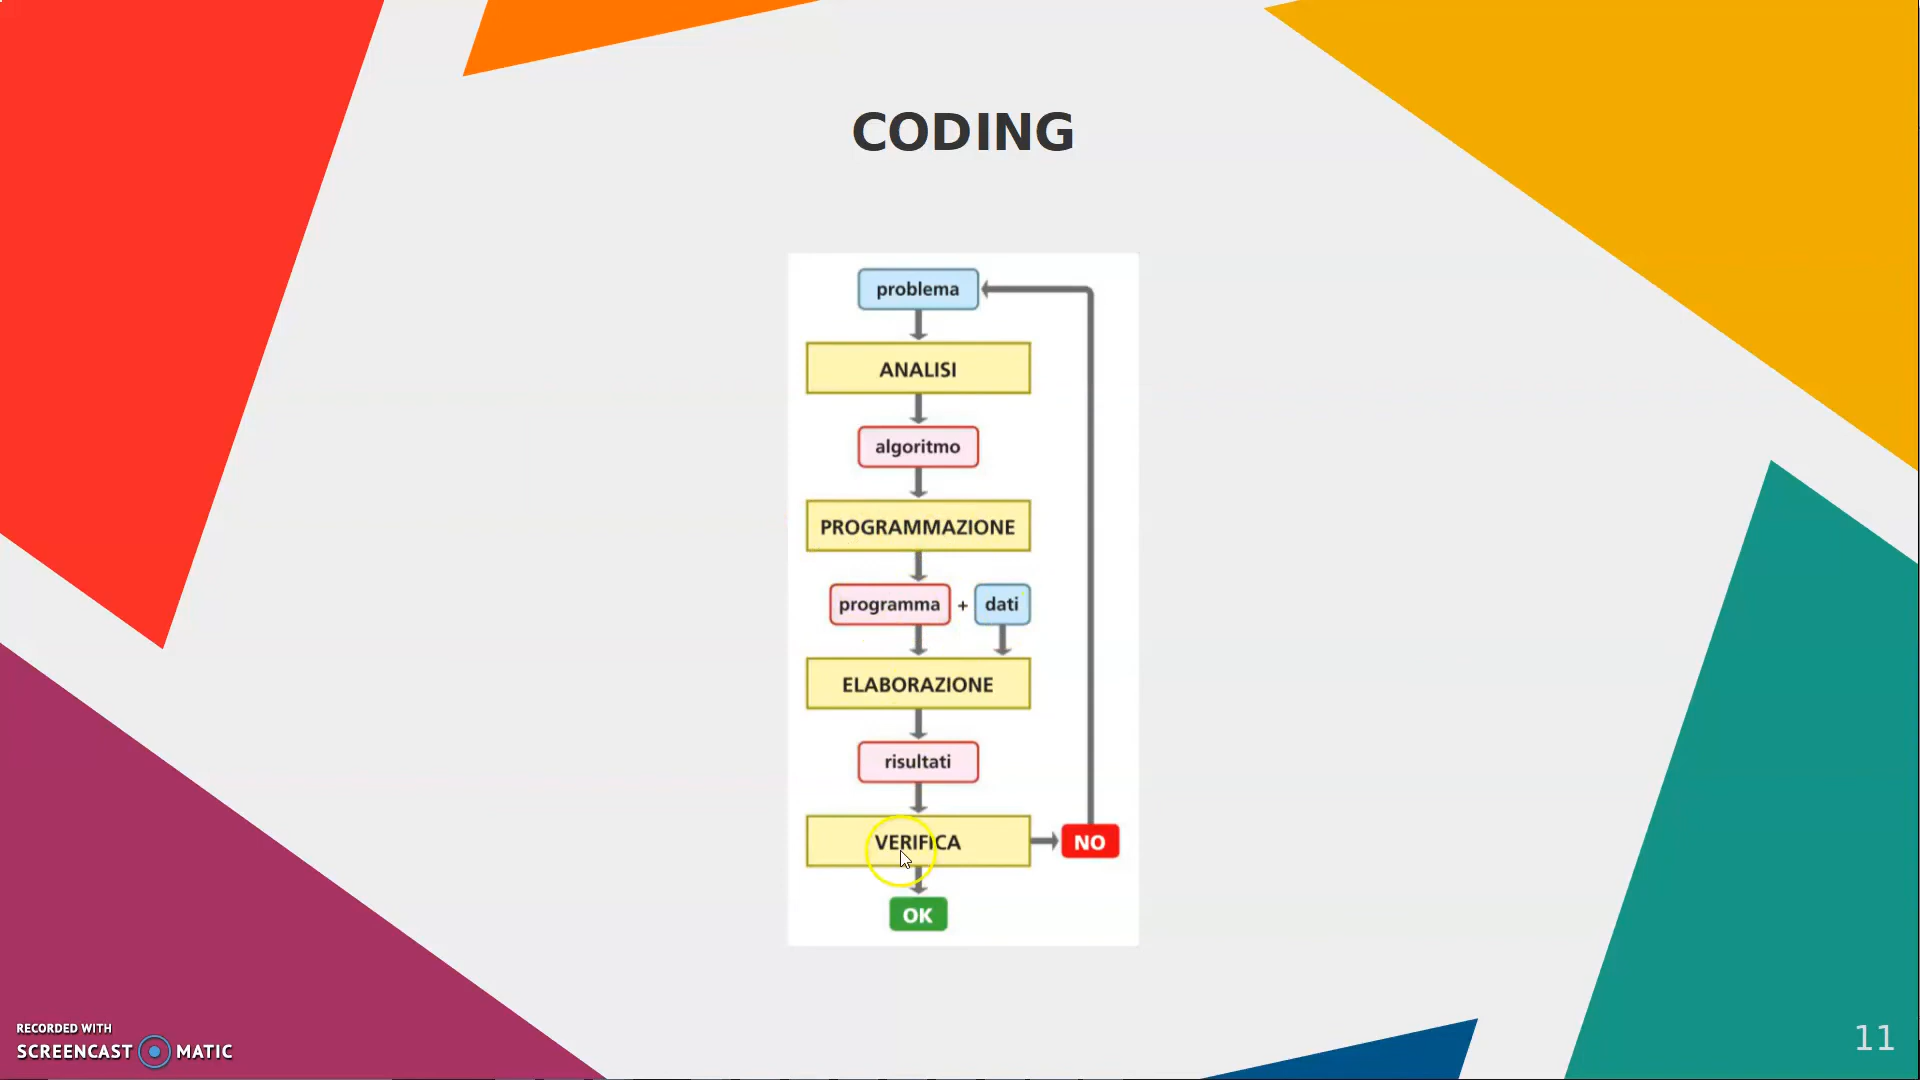 CODING
problema
ANALISI
algoritmo
PROGRAMMAZIONE
programma + dati
ELABORAZIONE
risultati
VERIFICA
NO
OK
RECORDED WITH
SCREENCAST MATIC
11